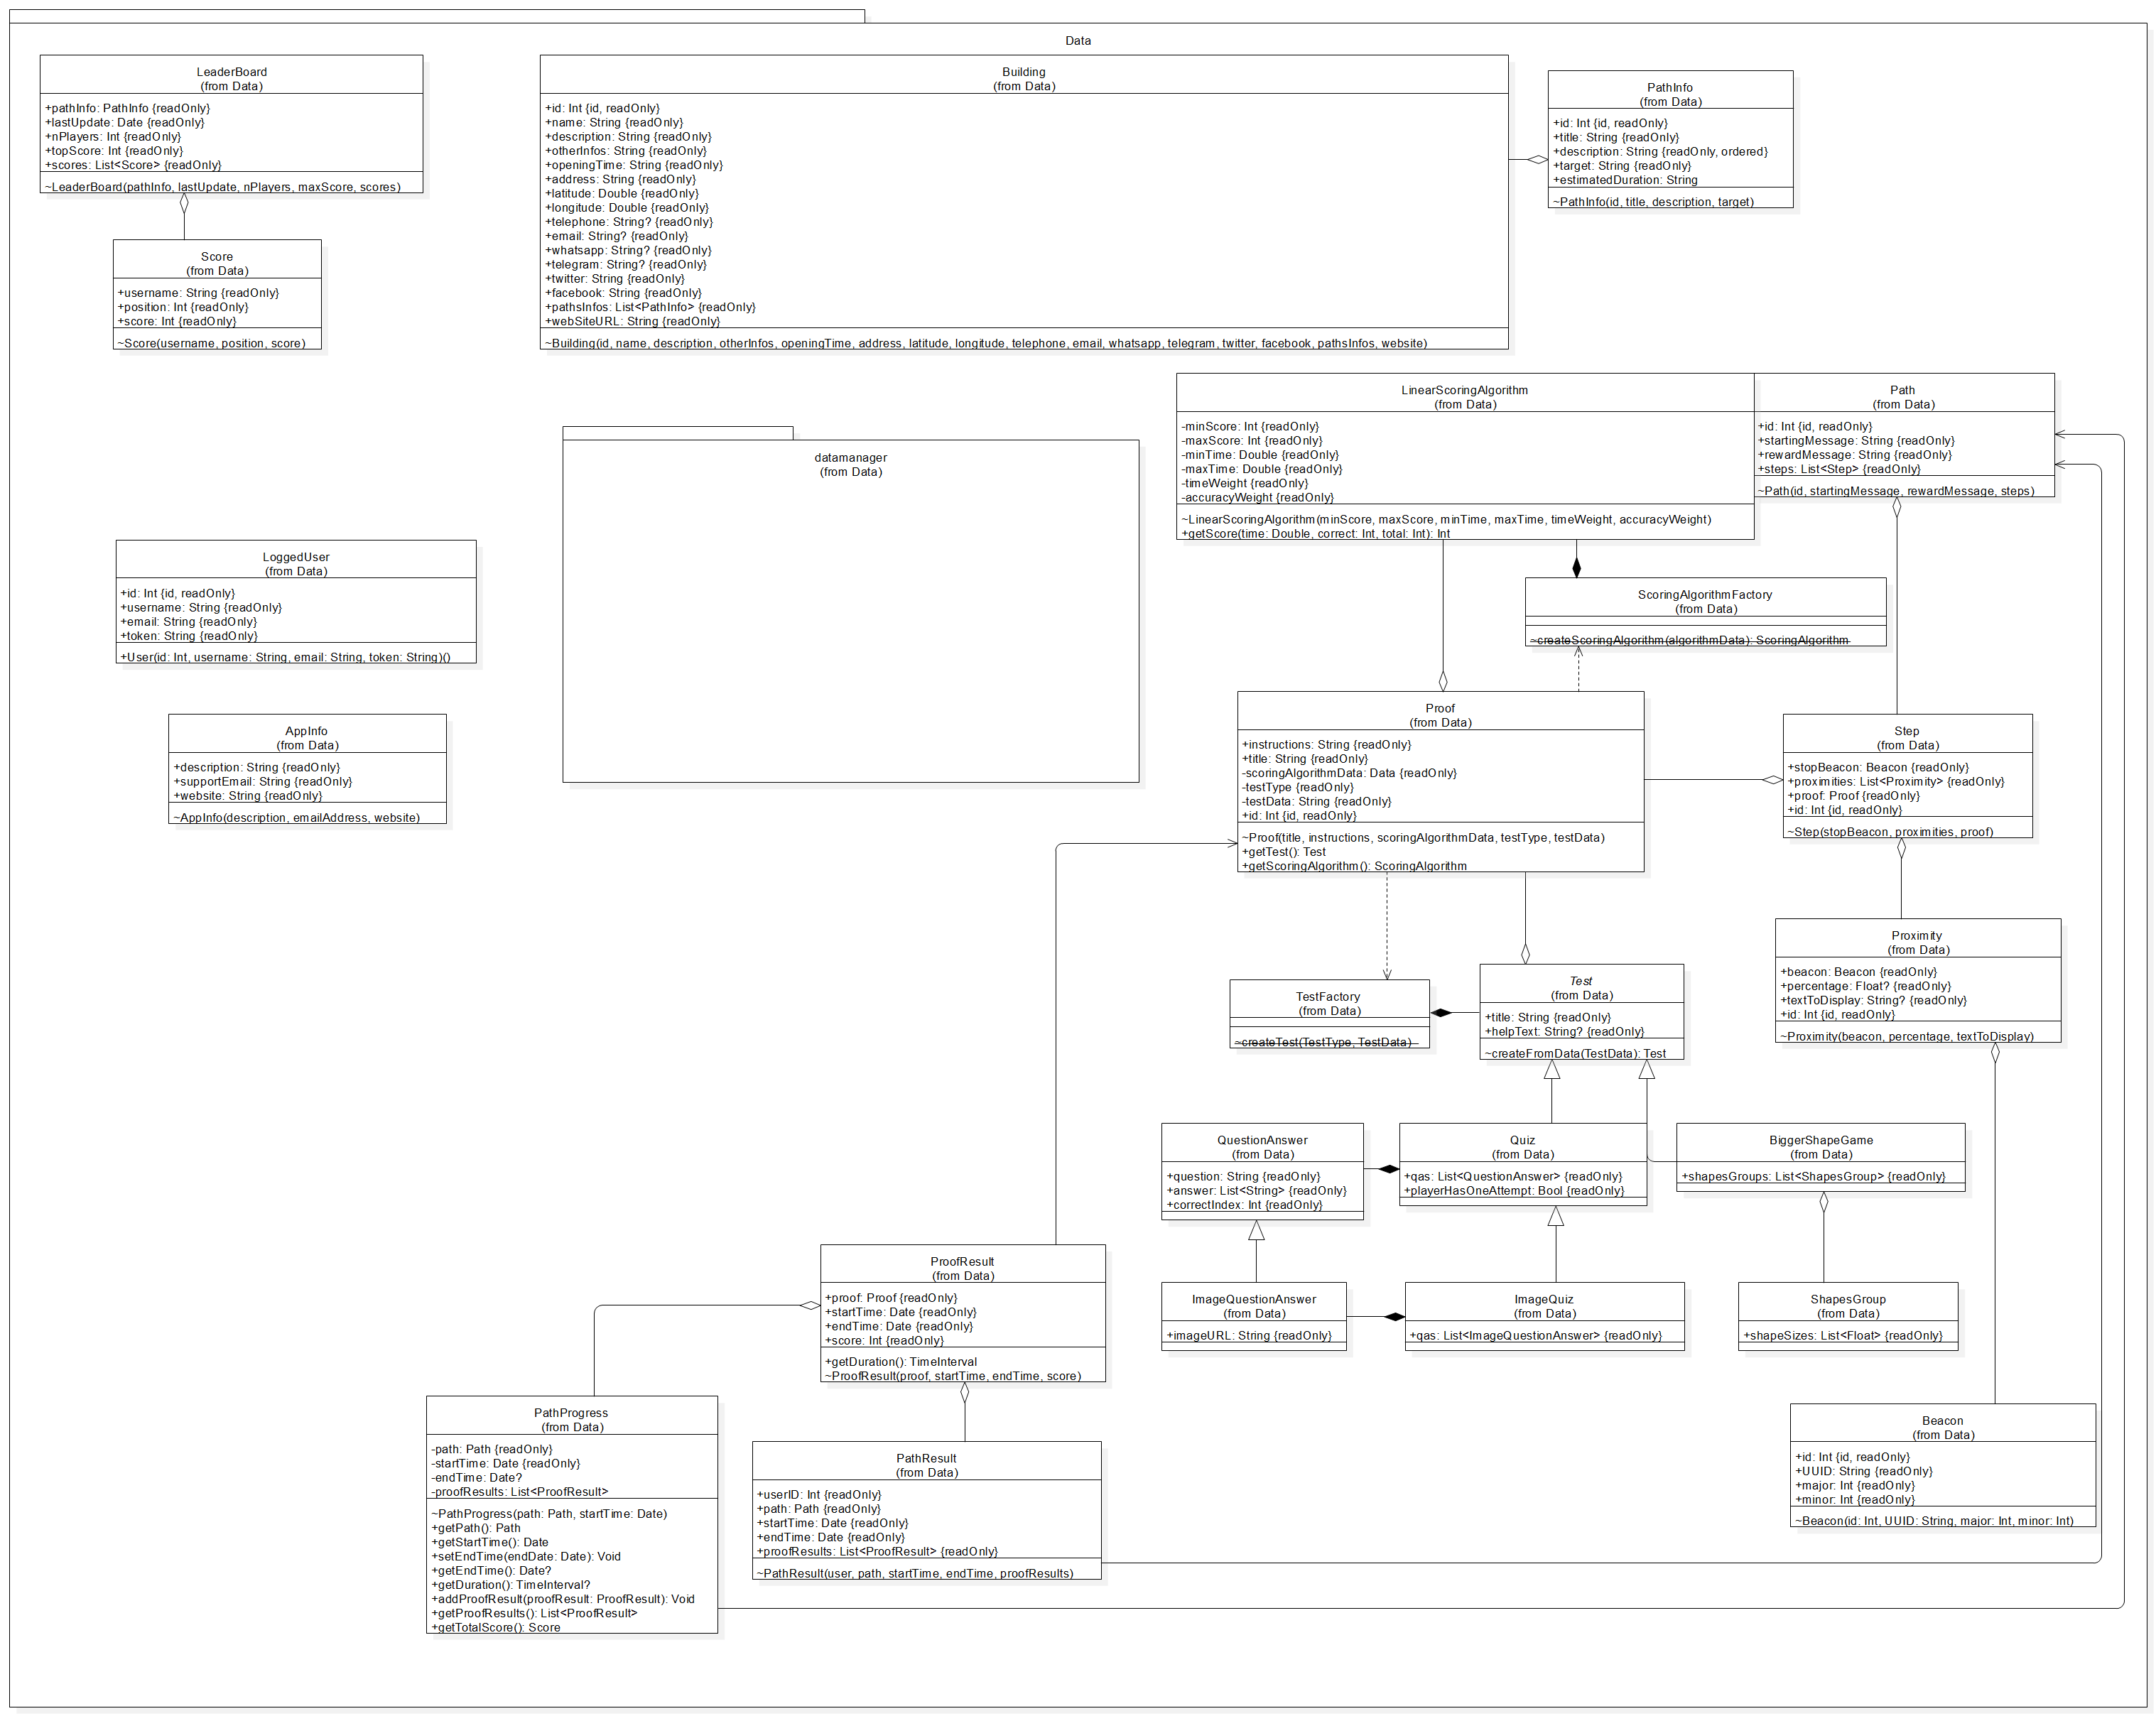 Data
LeaderBoard
(from Data)
+pathInfo: PathInfo {readOnly}
+lastUpdate: Date {readOnly}
+nPlayers: Int {readOnly}
+topScore: Int {readOnly}
+scores: List<Score> {readOnly}
~LeaderBoard(pathInfo, lastUpdate, nPlayers, maxScore, scores)
Building
(from Data)
+id: Int {id, readOnly}
+name: String {readOnly}
+description: String {readOnly}
+otherInfos: String {readOnly}
+openingTime: String {readOnly}
+address: String {readOnly}
+latitude: Double {readOnly}
+longitude: Double {readOnly}
+telephone: String? {readOnly}
+email: String? {readOnly}
+whatsapp: String? {readOnly}
+telegram: String? {readOnly}
+twitter: String {readOnly}
+facebook: String {readOnly}
+pathsInfos: List<PathInfo> {readOnly}
+webSiteURL: String {readOnly}
~Building(id, name, description, otherInfos, openingTime, address, latitude, longitude, telephone, email, whatsapp, telegram, twitter, facebook, pathsInfos, website)
PathInfo
(from Data)
+id: Int {id, readOnly}
+title: String {readOnly}
+description: String {readOnly, ordered}
+target: String {readOnly}
+estimatedDuration: String
~PathInfo(id, title, description, target)
Score
(from Data)
+username: String {readOnly}
+position: Int {readOnly}
+score: Int {readOnly}
~Score(username, position, score)
LinearScoringAlgorithm
(from Data)
-minScore: Int {readOnly}
-maxScore: Int {readOnly}
-minTime: Double {readOnly}
-maxTime: Double {readOnly}
-timeWeight {readOnly}
-accuracyWeight {readOnly}
~LinearScoringAlgorithm(minScore, maxScore, minTime, maxTime, timeWeight, accuracyWeight)
+getScore(time: Double, correct: Int, total: Int): Int
Path
(from Data)
+id: Int {id, readOnly}
+startingMessage: String {readOnly}
+rewardMessage: String {readOnly}
+steps: List<Step> {readOnly}
~Path(id, startingMessage, rewardMessage, steps)
datamanager
(from Data)
LoggedUser
(from Data)
+id: Int {id, readOnly}
+username: String {readOnly}
+email: String {readOnly}
+token: String {readOnly}
+User(id: Int, username: String, email: String, token: String)()
ScoringAlgorithmFactory
(from Data)
~createScoringAlgorithm(algorithmData): ScoringAlgorithm
AppInfo
(from Data)
+description: String {readOnly}
+supportEmail: String {readOnly}
+website: String {readOnly}
~AppInfo(description, emailAddress, website)
Proof
(from Data)
+instructions: String {readOnly}
+title: String {readOnly}
-scoringAlgorithmData: Data {readOnly}
-testType {readOnly}
-testData: String {readOnly}
+id: Int {id, readOnly}
~Proof(title, instructions, scoringAlgorithmData, testType, testData)
+getTest(): Test
+getScoringAlgorithm(): ScoringAlgorithm
Step
(from Data)
+stopBeacon: Beacon {readOnly}
+proximities: List<Proximity> {readOnly}
+proof: Proof {readOnly}
+id: Int {id, readOnly}
~Step(stopBeacon, proximities, proof)
Proximity
(from Data)
+beacon: Beacon {readOnly}
+percentage: Float? {readOnly}
+textToDisplay: String? {readOnly}
+id: Int {id, readOnly}
~Proximity(beacon, percentage, textToDisplay)
TestFactory
(from Data)
~createTest(TestType, TestData)
Test
(from Data)
+title: String {readOnly}
+helpText: String? {readOnly}
~createFromData(TestData): Test
QuestionAnswer
(from Data)
+question: String {readOnly}
+answer: List<String> {readOnly}
+correctIndex: Int {readOnly}
Quiz
(from Data)
+qas: List<QuestionAnswer> {readOnly}
+playerHasOneAttempt: Bool {readOnly}
BiggerShapeGame
(from Data)
+shapesGroups: List<ShapesGroup> {readOnly}
ProofResult
(from Data)
+proof: Proof {readOnly}
+startTime: Date {readOnly}
+endTime: Date {readOnly}
+score: Int {readOnly}
+getDuration(): TimeInterval
~ProofResult(proof, startTime, endTime, score)
ImageQuestionAnswer
(from Data)
+imageURL: String {readOnly}
ImageQuiz
(from Data)
+qas: List<ImageQuestionAnswer> {readOnly}
ShapesGroup
(from Data)
+shapeSizes: List<Float> {readOnly}
PathProgress
(from Data)
-path: Path {readOnly}
-startTime: Date {readOnly}
-endTime: Date?
-proofResults: List<ProofResult>
~PathProgress(path: Path, startTime: Date)
+getPath(): Path
+getStartTime(): Date
+setEndTime(endDate: Date): Void
+getEndTime(): Date?
+getDuration(): TimeInterval?
+addProofResult(proofResult: ProofResult): Void
+getProofResults(): List<ProofResult>
+getTotalScore(): Score
PathResult
(from Data)
+userID: Int {readOnly}
+path: Path {readOnly}
+startTime: Date {readOnly}
+endTime: Date {readOnly}
+proofResults: List<ProofResult> {readOnly}
~PathResult(user, path, startTime, endTime, proofResults)
Beacon
(from Data)
+id: Int {id, readOnly}
+UUID: String {readOnly}
+major: Int {readOnly}
+minor: Int {readOnly}
~Beacon(id: Int, UUID: String, major: Int, minor: Int)